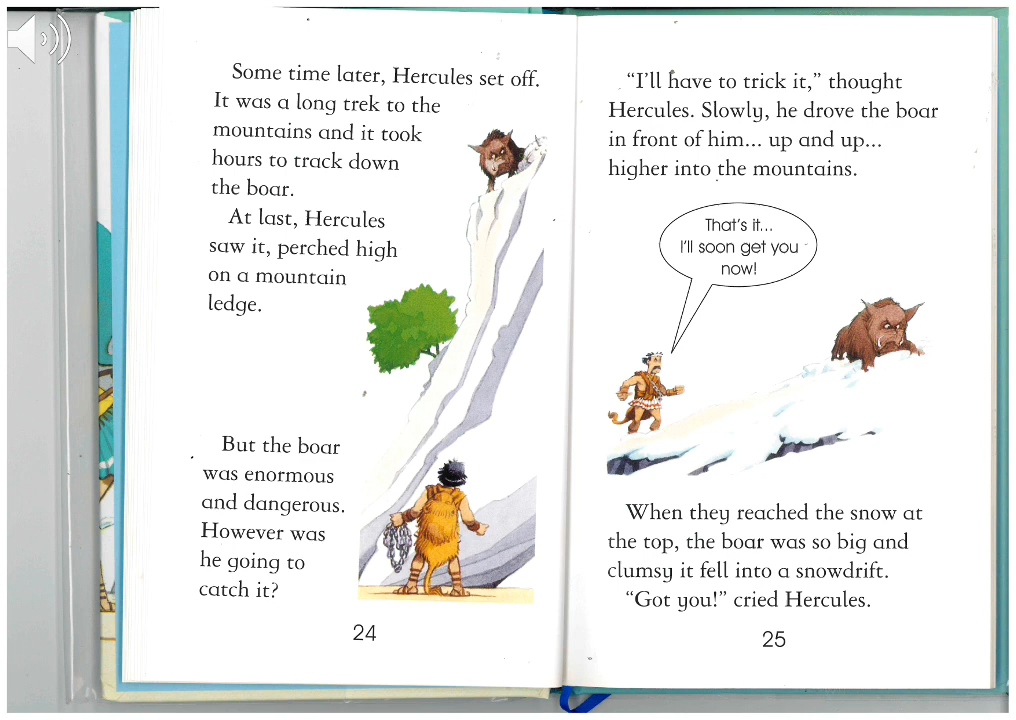 Some time later, Hercules set off.
It was a long trek to the
mountains and it took
hours to track down
the boar.
At last, Hercules
saw it, perched high
on a mountain
ledge.
But the boar
was enormous
and dangerous.
However was
he going to
catch it?
24
“I’ll have to trick it,” thought
Hercules. Slowly, he drove the boar
in front of him... up and up...
higher into the mountains.
That’s it...
I’ll soon get you
now!
When they reached the snow at
the top, the boar was so big and
clumsy it fell into a snowdrift.
“Got you!” cried Hercules.
25